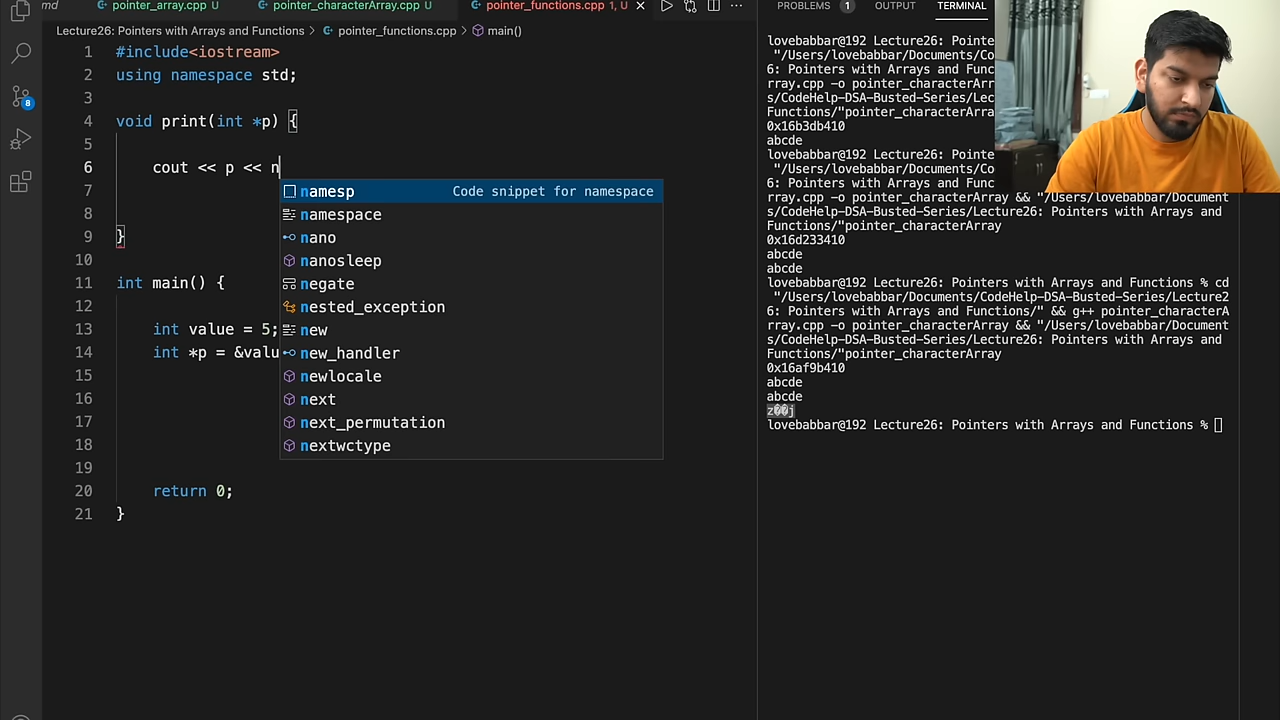 md pointer_array.cpp U pointer_characterArray.cpp U pointer_functions.cpp 1, U
Lecture26: Pointers with Arrays and Functions > pointer_functions.cpp > main()
8
1 #include<iostream>
2 using namespace std;
3
4 void print(int *p) {
5
6 cout << p << n
7
8
9 }
10
11 int main() {
12
13 int value = 5;
14 int *p = &valu
15
16
17
18
19
20 return 0;
21 }
namesp Code snippet for namespace
namespace
nano
nanosleep
negate
nested_exception
new
new_handler
newlocale
next
next_permutation
nextwctype
PROBLEMS 1 OUTPUT TERMINAL
lovebabbar@192 Lecture26: Pointe
"/Users/lovebabbar/Documents/Co
6: Pointers with Arrays and Func
rray.cpp -o pointer_characterArr
s/CodeHelp-DSA-Busted-Series/Lec
Functions/"pointer_characterArra
0x16b3db410
abcde
lovebabbar@192 Lecture26: Pointe
"/Users/lovebabbar/Documents/Co
6: Pointers with Arrays and Func
rray.cpp -o pointer_characterArray && "/Users/lovebabbar/Document
s/CodeHelp-DSA-Busted-Series/Lecture26: Pointers with Arrays and
Functions/"pointer_characterArray
0x16d233410
abcde
abcde
lovebabbar@192 Lecture26: Pointers with Arrays and Functions % cd
"/Users/lovebabbar/Documents/CodeHelp-DSA-Busted-Series/Lecture2
6: Pointers with Arrays and Functions/" && g++ pointer_characterA
rray.cpp -o pointer_characterArray && "/Users/lovebabbar/Document
s/CodeHelp-DSA-Busted-Series/Lecture26: Pointers with Arrays and
Functions/"pointer_characterArray
0x16af9b410
abcde
abcde
z��j
lovebabbar@192 Lecture26: Pointers with Arrays and Functions %